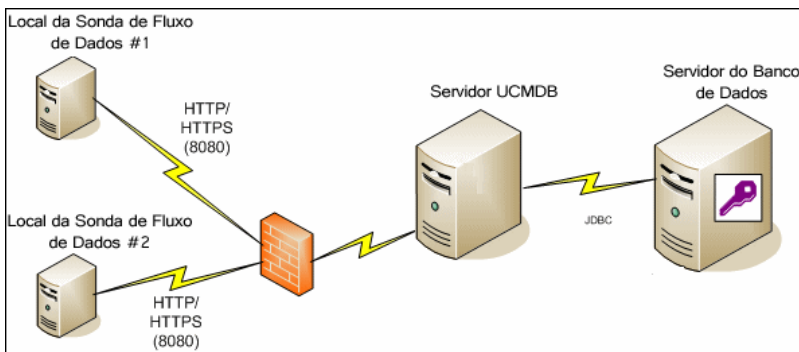 Local da Sonda de Fluxo
de Dados #1
HTTP/
HTTPS
(8080)
Servidor UCMDB
Servidor do Banco
de Dados
JDBC
Local da Sonda de Fluxo
de Dados #2
HTTP/
HTTPS
(8080)